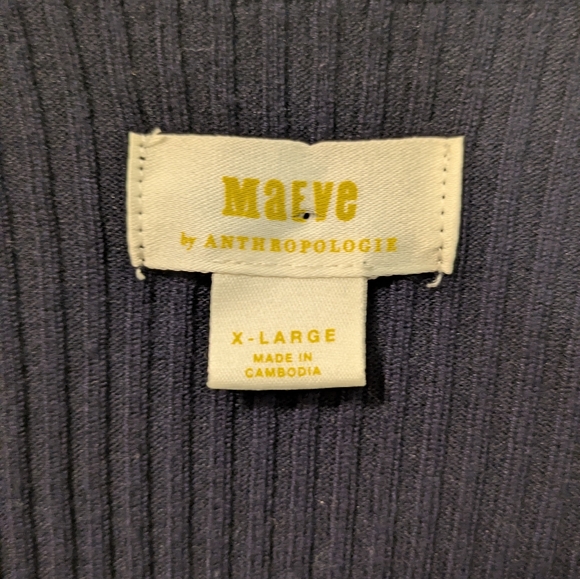 Maeve
by ANTHROPOLOGIE
X-LARGE
MADE IN
CAMBODIA